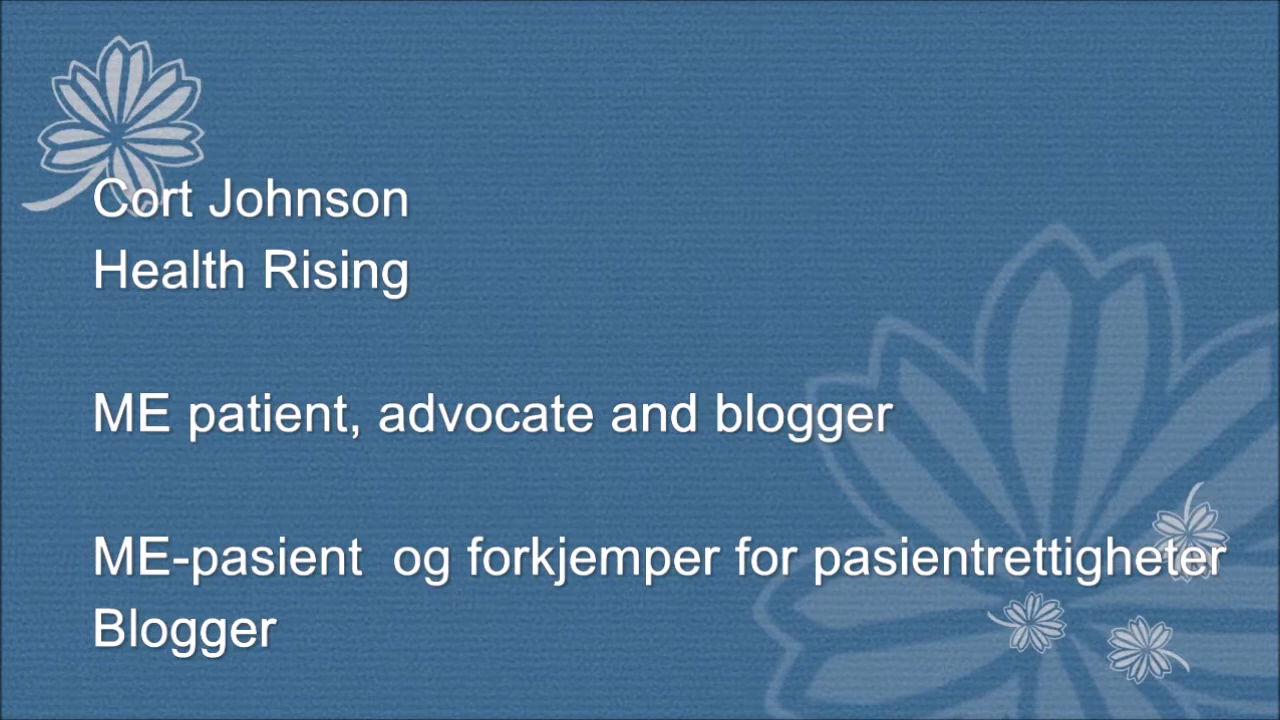 Cort Johnson
Health Rising
ME patient, advocate and blogger
ME-pasient  og forkjemper for pasientrettigheter
Blogger